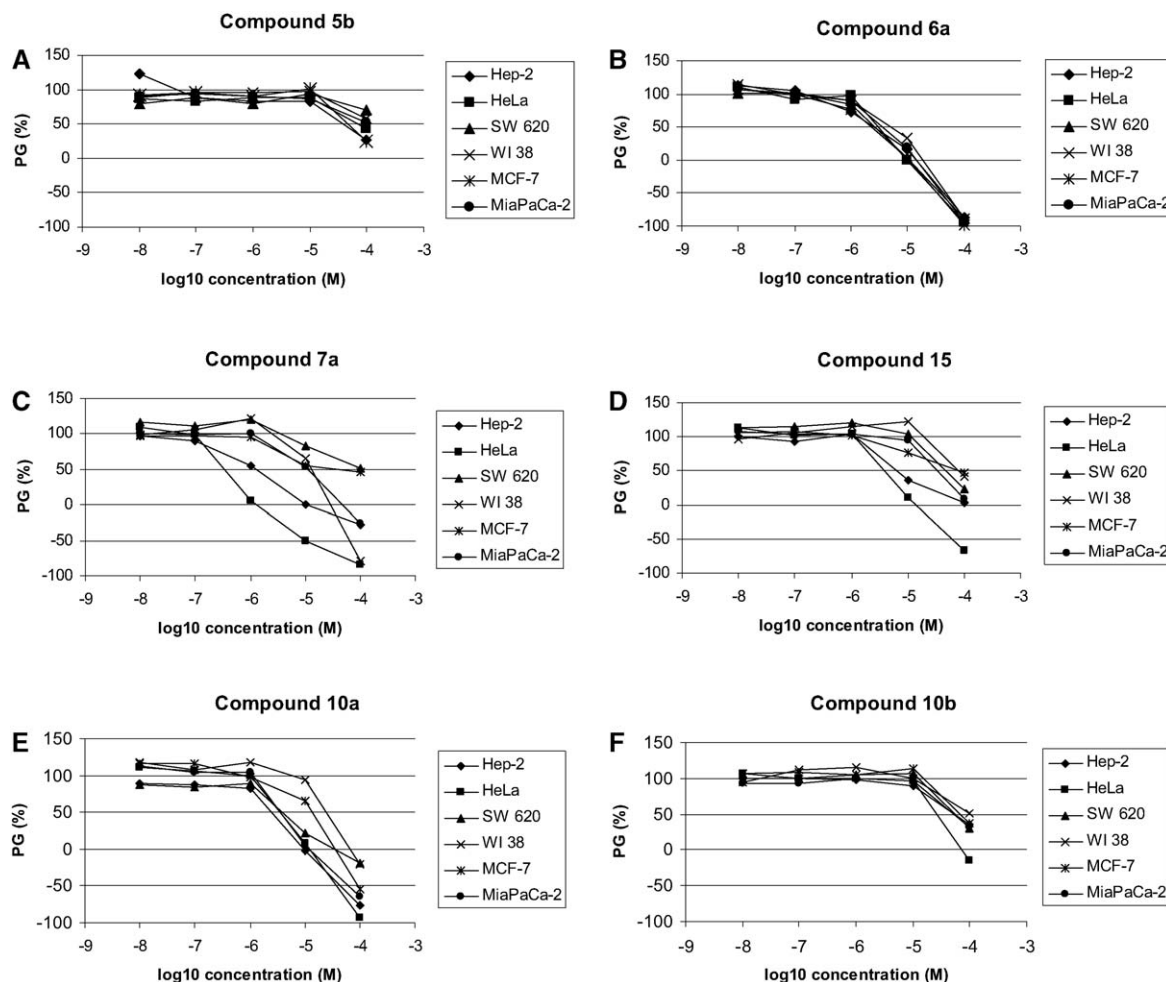 Compound 5b
A
150
100
50
0
-50
-100
PG (%)
-9 -8 -7 -6 -5 -4 -3
log10 concentration (M)
Hep-2
HeLa
SW 620
WI 38
MCF-7
MiaPaCa-2
Compound 6a
B
150
100
50
0
-50
-100
PG (%)
-9 -8 -7 -6 -5 -4 -3
log10 concentration (M)
Hep-2
HeLa
SW 620
WI 38
MCF-7
MiaPaCa-2
Compound 7a
C
150
100
50
0
-50
-100
PG (%)
-9 -8 -7 -6 -5 -4 -3
log10 concentration (M)
Hep-2
HeLa
SW 620
WI 38
MCF-7
MiaPaCa-2
Compound 15
D
150
100
50
0
-50
-100
PG (%)
-9 -8 -7 -6 -5 -4 -3
log10 concentration (M)
Hep-2
HeLa
SW 620
WI 38
MCF-7
MiaPaCa-2
Compound 10a
E
150
100
50
0
-50
-100
PG (%)
-9 -8 -7 -6 -5 -4 -3
log10 concentration (M)
Hep-2
HeLa
SW 620
WI 38
MCF-7
MiaPaCa-2
Compound 10b
F
150
100
50
0
-50
-100
PG (%)
-9 -8 -7 -6 -5 -4 -3
log10 concentration (M)
Hep-2
HeLa
SW 620
WI 38
MCF-7
MiaPaCa-2